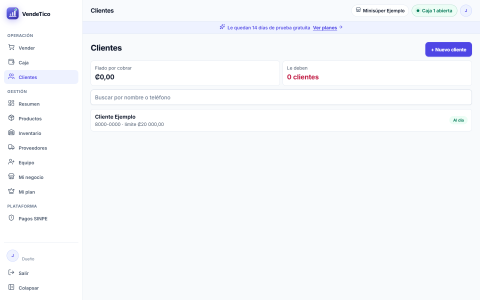 VendeTico
Clientes
Minisúper Ejemplo
Caja 1 abierta
J
Le quedan 14 días de prueba gratuita Ver planes
OPERACIÓN
Vender
Caja
Clientes
GESTIÓN
Resumen
Productos
Inventario
Proveedores
Equipo
Mi negocio
Mi plan
PLATAFORMA
Pagos SINPE
J
Dueño
Salir
Colapsar
Clientes
+ Nuevo cliente
Fiado por cobrar
₡0,00
Le deben
0 clientes
Buscar por nombre o teléfono
Cliente Ejemplo
8000-0000 · límite ₡20 000,00
Al día